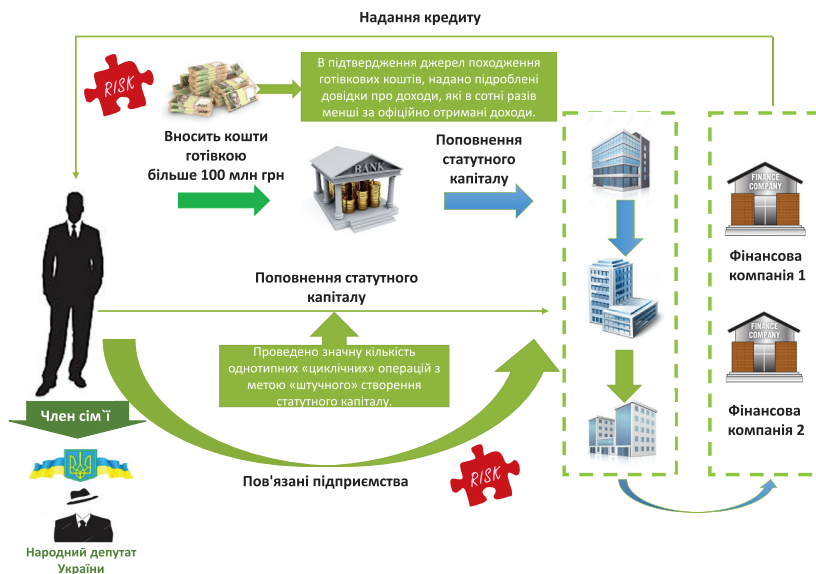 Надання кредиту
RISK
В підтвердження джерел походження
готівкових коштів, надано підроблені
довідки про доходи, які в сотні разів
менші за офіційно отримані доходи.
Вносить кошти
готівкою
більше 100 млн грн
BANK
Поповнення
статутного
капіталу
FINANCE
COMPANY
Фінансова
компанія 1
Поповнення статутного
капіталу
Проведено значну кількість
однотипних «циклічних» операцій з
метою «штучного» створення
статутного капіталу.
FINANCE
COMPANY
Фінансова
компанія 2
Член сім`ї
RISK
Пов'язані підприємства
Народний депутат
України